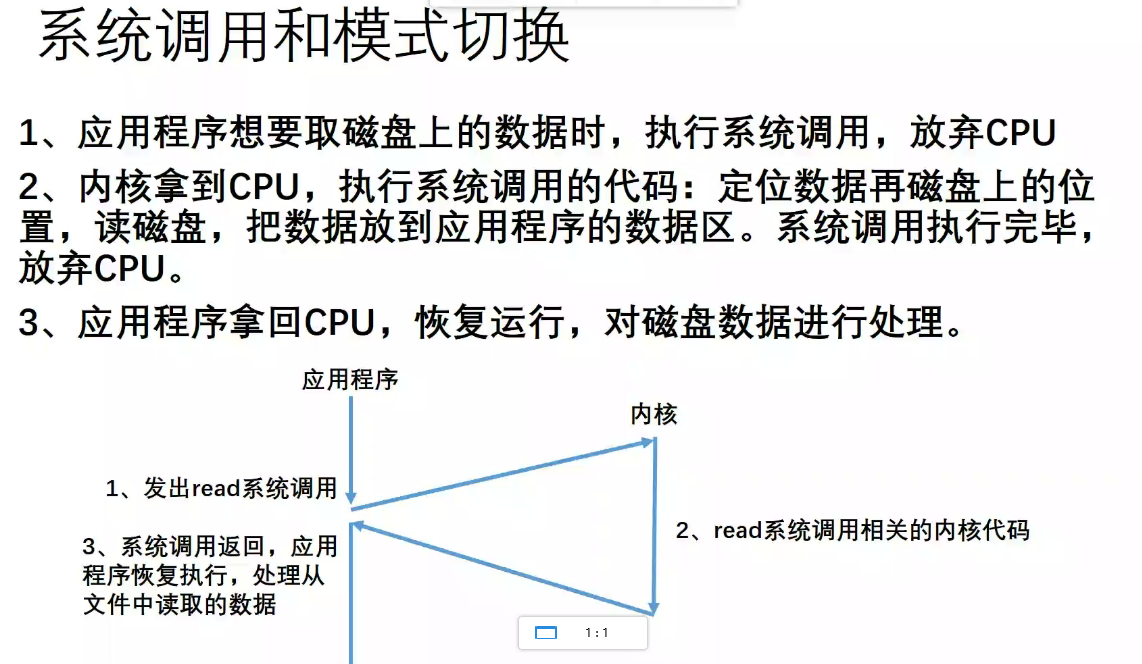 系统调用和模式切换
1、应用程序想要取磁盘上的数据时，执行系统调用，放弃CPU
2、内核拿到CPU，执行系统调用的代码：定位数据再磁盘上的位
置，读磁盘，把数据放到应用程序的数据区。系统调用执行完毕，
放弃CPU。
3、应用程序拿回CPU，恢复运行，对磁盘数据进行处理。
应用程序
内核
1、发出read系统调用
2、read系统调用相关的内核代码
3、系统调用返回，应用
程序恢复执行，处理从
文件中读取的数据
1:1